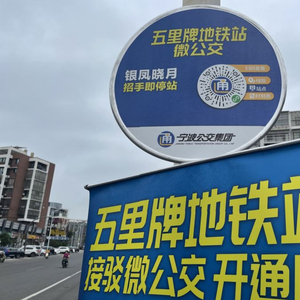 五里牌地铁站
微公交
银凤晓月
招手即停站
宁波公交集团
五里牌地铁站
接驳微公交 开通